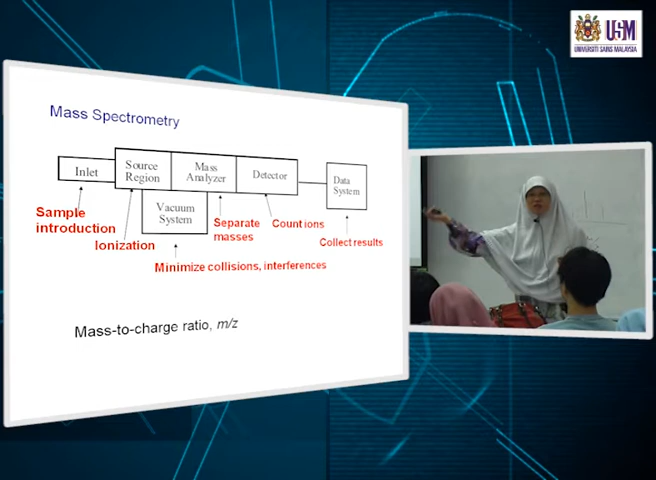 USM
UNIVERSITI SAINS MALAYSIA
Mass Spectrometry
Inlet
Source
Region
Mass
Analyzer
Detector
Data
System
Vacuum
System
Sample
introduction
Ionization
Separate
masses
Count ions
Collect results
Minimize collisions, interferences
Mass-to-charge ratio, m/z